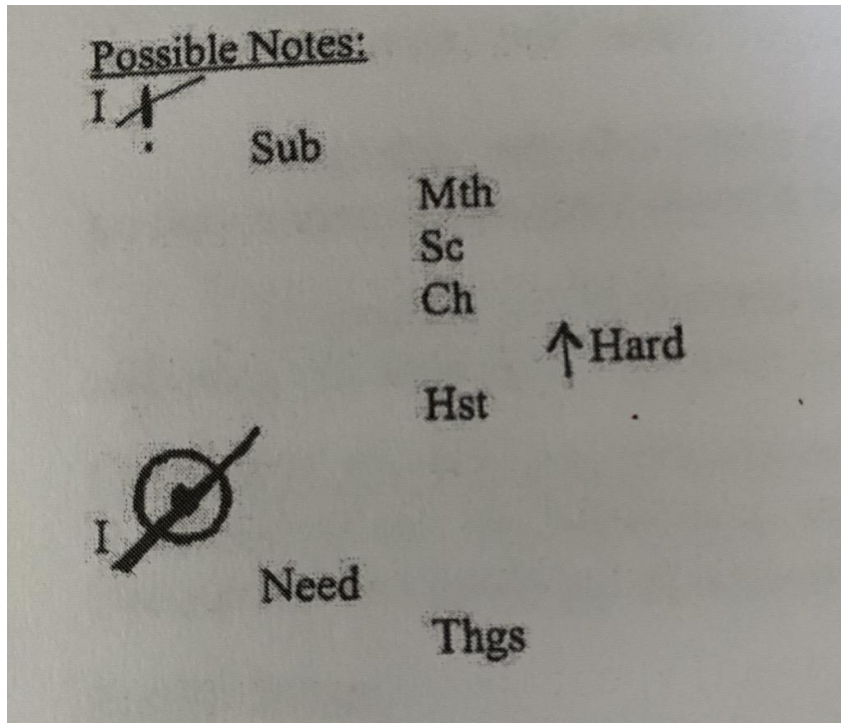 Possible Notes:
I !
Sub
Mth
Sc
Ch
↑ Hard
Hst
I
Need
Thgs